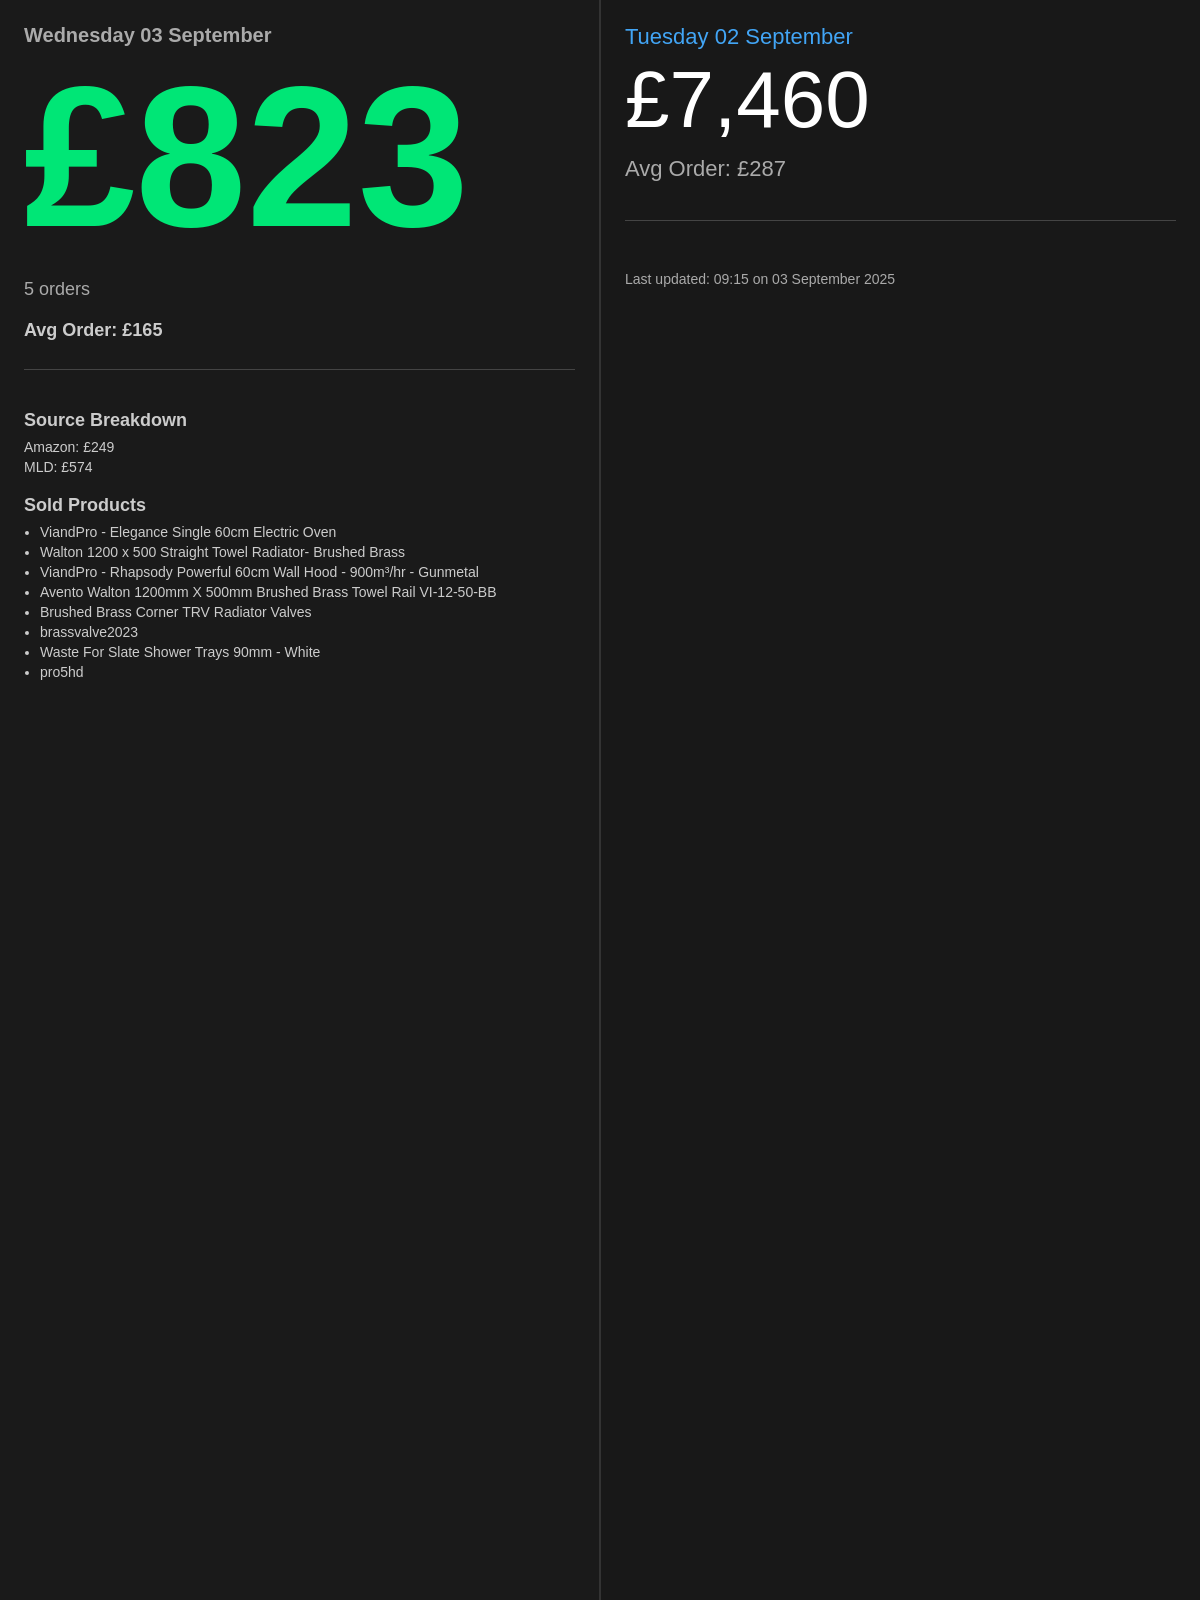 Wednesday 03 September
£823
5 orders
Avg Order: £165
Source Breakdown
Amazon: £249
MLD: £574
Sold Products
• ViandPro - Elegance Single 60cm Electric Oven
• Walton 1200 x 500 Straight Towel Radiator- Brushed Brass
• ViandPro - Rhapsody Powerful 60cm Wall Hood - 900m³/hr - Gunmetal
• Avento Walton 1200mm X 500mm Brushed Brass Towel Rail VI-12-50-BB
• Brushed Brass Corner TRV Radiator Valves
• brassvalve2023
• Waste For Slate Shower Trays 90mm - White
• pro5hd
Tuesday 02 September
£7,460
Avg Order: £287
Last updated: 09:15 on 03 September 2025